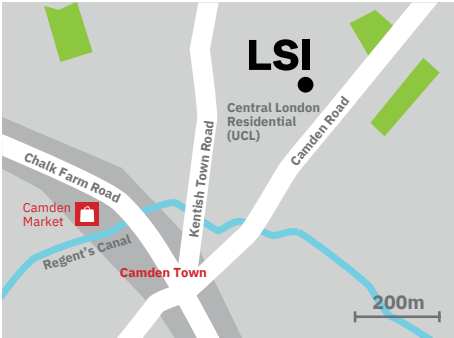 LSI
Central London
Residential
(UCL)
Camden Road
Kentish Town Road
Chalk Farm Road
Camden
Market
Regent's Canal
Camden Town
200m